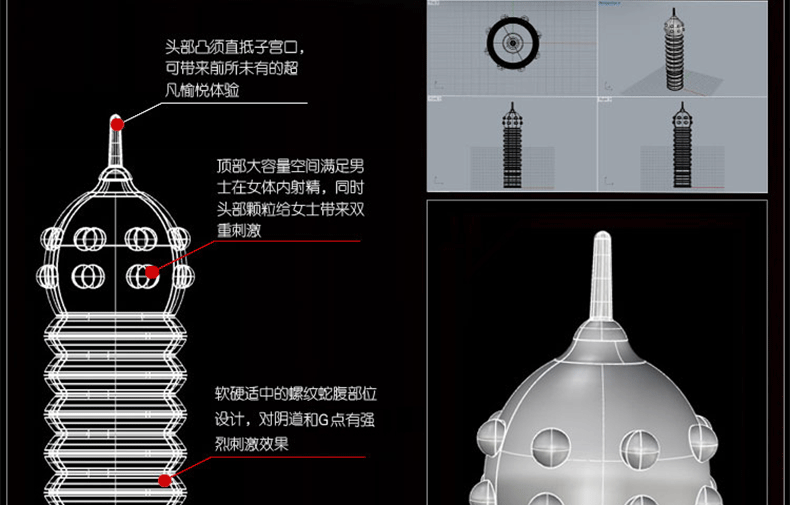 头部凸须直抵子宫口，
可带来前所未有的超
凡愉悦体验
顶部大容量空间满足男
士在女体内射精，同时
头部颗粒给女士带来双
重刺激
软硬适中的螺纹蛇腹部位
设计，对阴道和G点有强
烈刺激效果